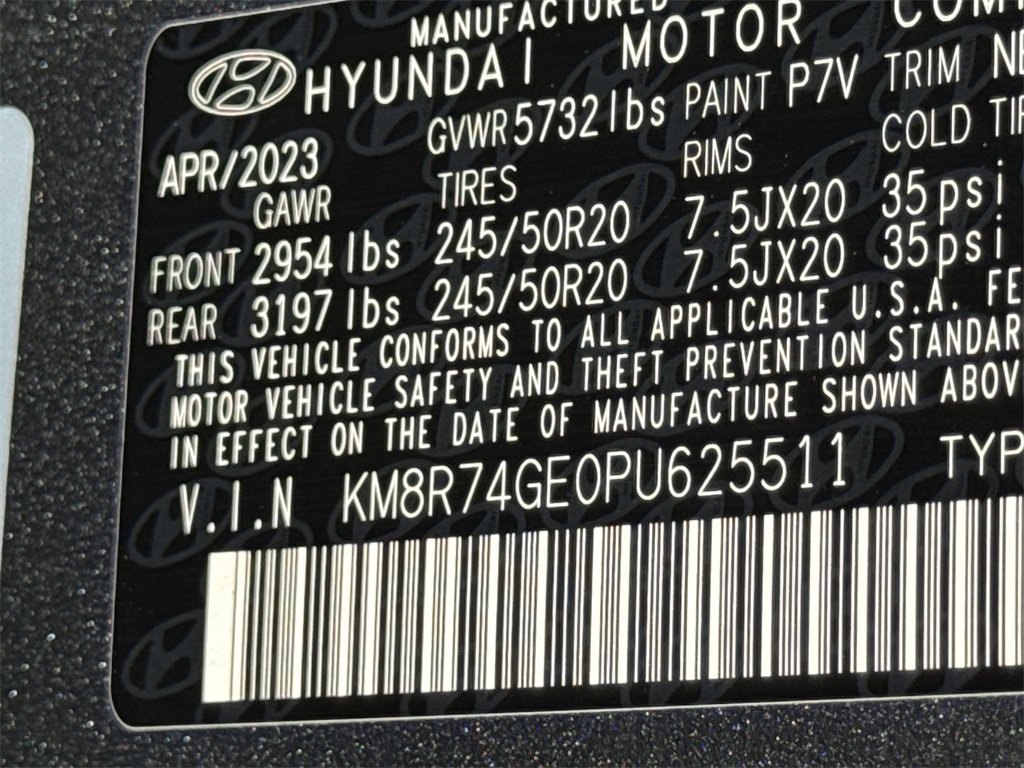 MANUFACTURED
HYUNDAI MOTOR
APR/2023 GVWR 5732 lbs PAINT P7V TRIM
GAWR TIRES RIMS COLD
FRONT 2954 lbs 245/50R20 7.5JX20 35psi
REAR 3197 lbs 245/50R20 7.5JX20 35psi
THIS VEHICLE CONFORMS TO ALL APPLICABLE U.S.A.
MOTOR VEHICLE SAFETY AND THEFT PREVENTION
IN EFFECT ON THE DATE OF MANUFACTURE SHOWN
V.I.N KM8R74GE0PU625511